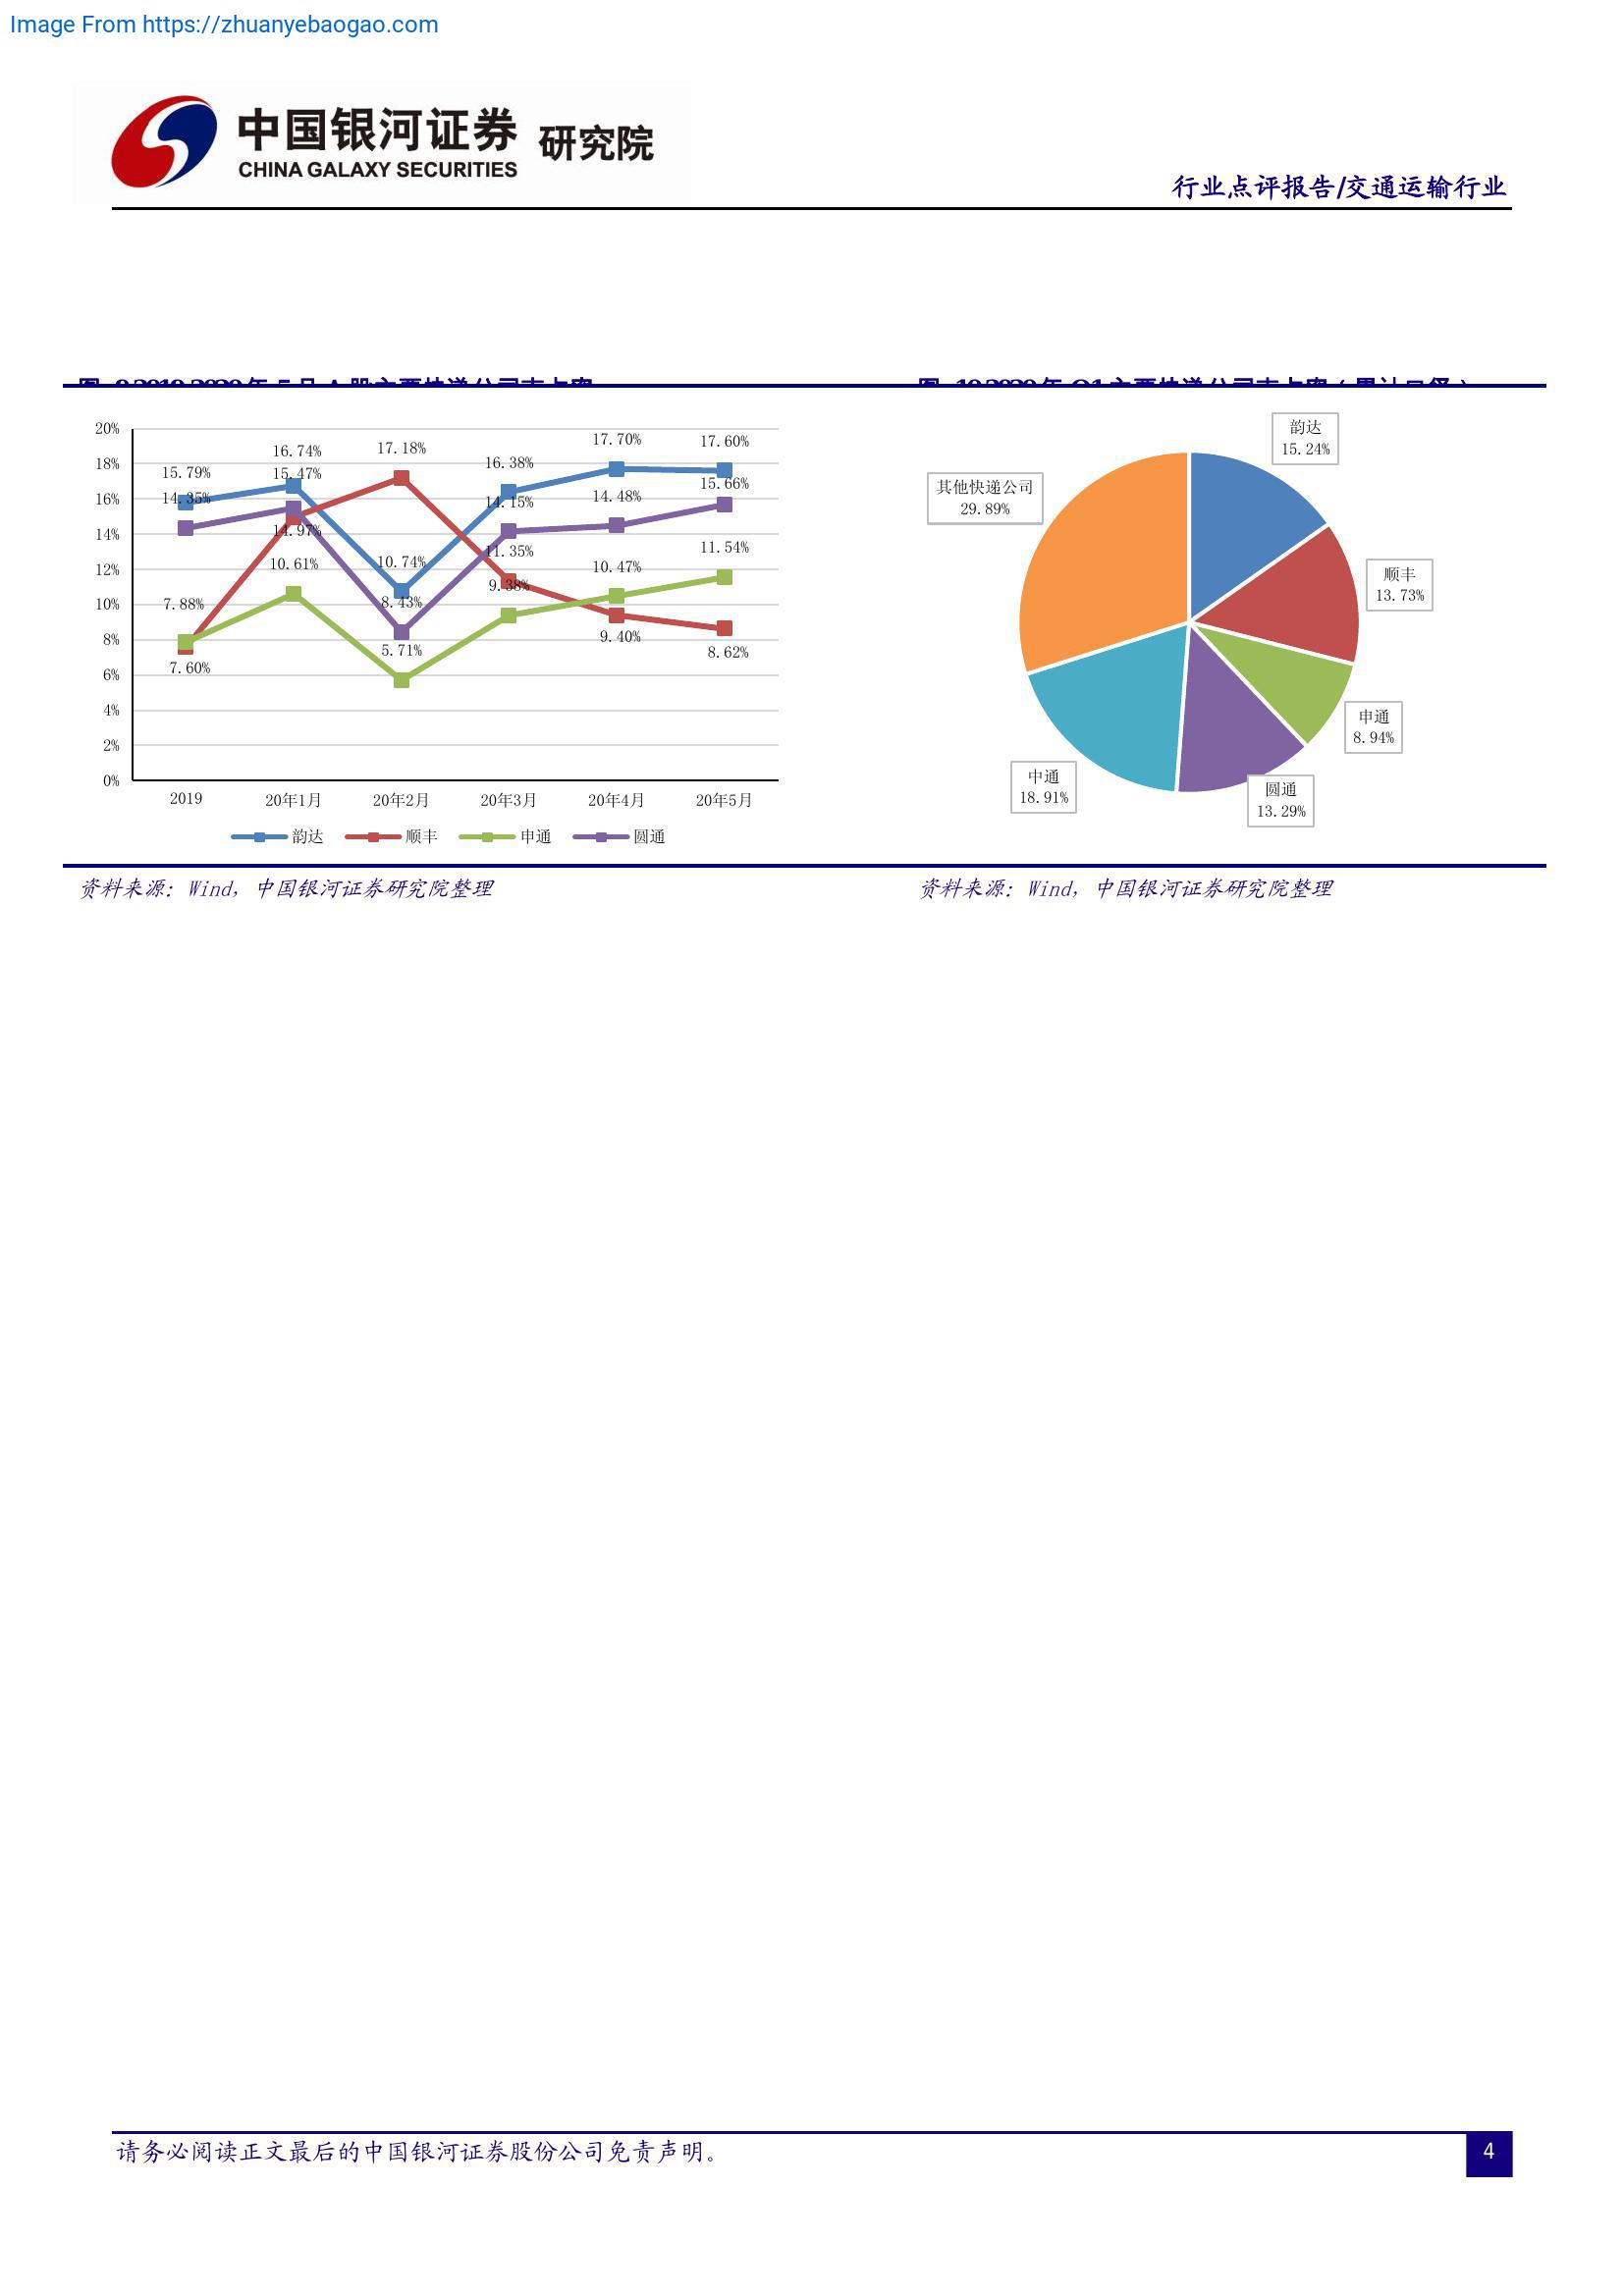 Image From https://zhuanyebaogao.com
中国银河证券 研究院
CHINA GALAXY SECURITIES
行业点评报告/交通运输行业
20%
18%
16%
14%
12%
10%
8%
6%
4%
2%
0%
15.79%
14.35%
7.88%
7.60%
16.74%
15.47%
14.97%
10.61%
17.18%
10.74%
8.43%
5.71%
16.38%
14.15%
11.35%
9.38%
17.70%
14.48%
10.47%
9.40%
17.60%
15.66%
11.54%
8.62%
2019 20年1月 20年2月 20年3月 20年4月 20年5月
韵达 顺丰 申通 圆通
韵达
15.24%
顺丰
13.73%
申通
8.94%
圆通
13.29%
中通
18.91%
其他快递公司
29.89%
资料来源：Wind，中国银河证券研究院整理
资料来源：Wind，中国银河证券研究院整理
请务必阅读正文最后的中国银河证券股份公司免责声明。
4